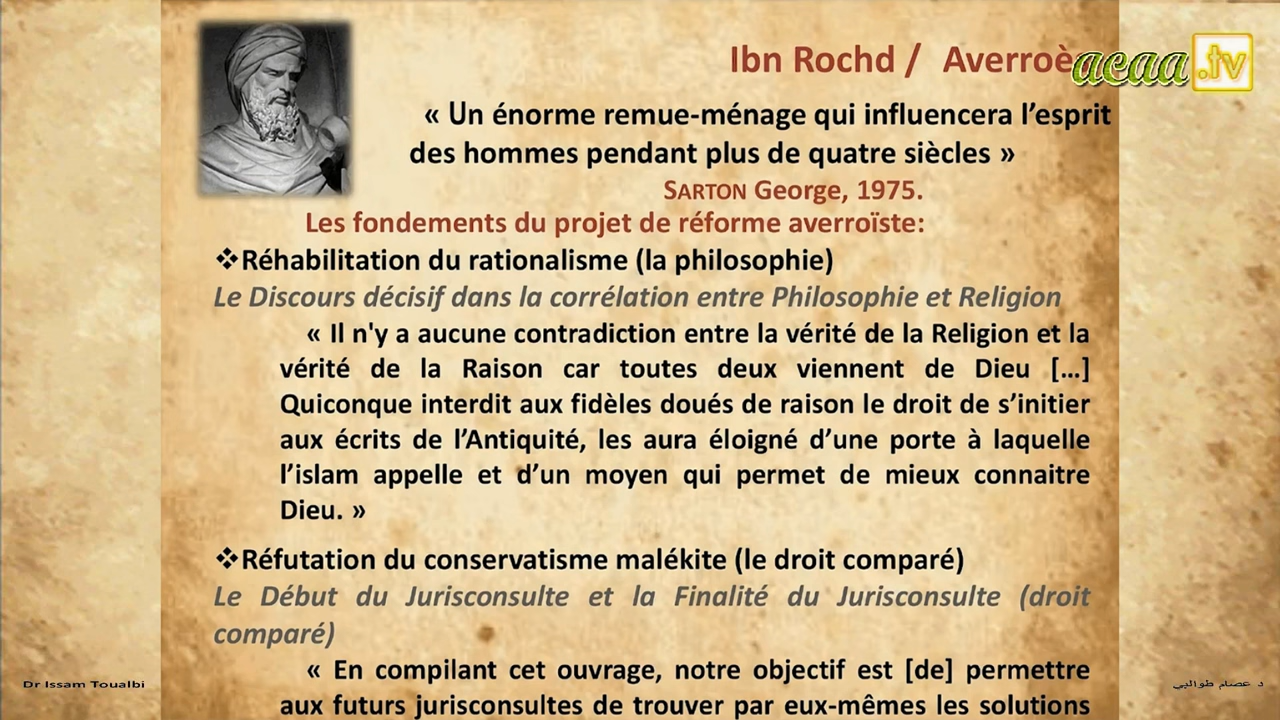 Ibn Rochd / Averroè
acaa.tv
« Un énorme remue-ménage qui influencera l'esprit
des hommes pendant plus de quatre siècles »
SARTON George, 1975.
Les fondements du projet de réforme averroïste:
❖Réhabilitation du rationalisme (la philosophie)
Le Discours décisif dans la corrélation entre Philosophie et Religion
« Il n'y a aucune contradiction entre la vérité de la Religion et la
vérité de la Raison car toutes deux viennent de Dieu [...]
Quiconque interdit aux fidèles doués de raison le droit de s'initier
aux écrits de l'Antiquité, les aura éloigné d'une porte à laquelle
l'islam appelle et d'un moyen qui permet de mieux connaitre
Dieu. »
❖Réfutation du conservatisme malékite (le droit comparé)
Le Début du Jurisconsulte et la Finalité du Jurisconsulte (droit
comparé)
« En compilant cet ouvrage, notre objectif est [de] permettre
aux futurs jurisconsultes de trouver par eux-mêmes les solutions
Dr Issam Toualbi
د عصام طوالبي